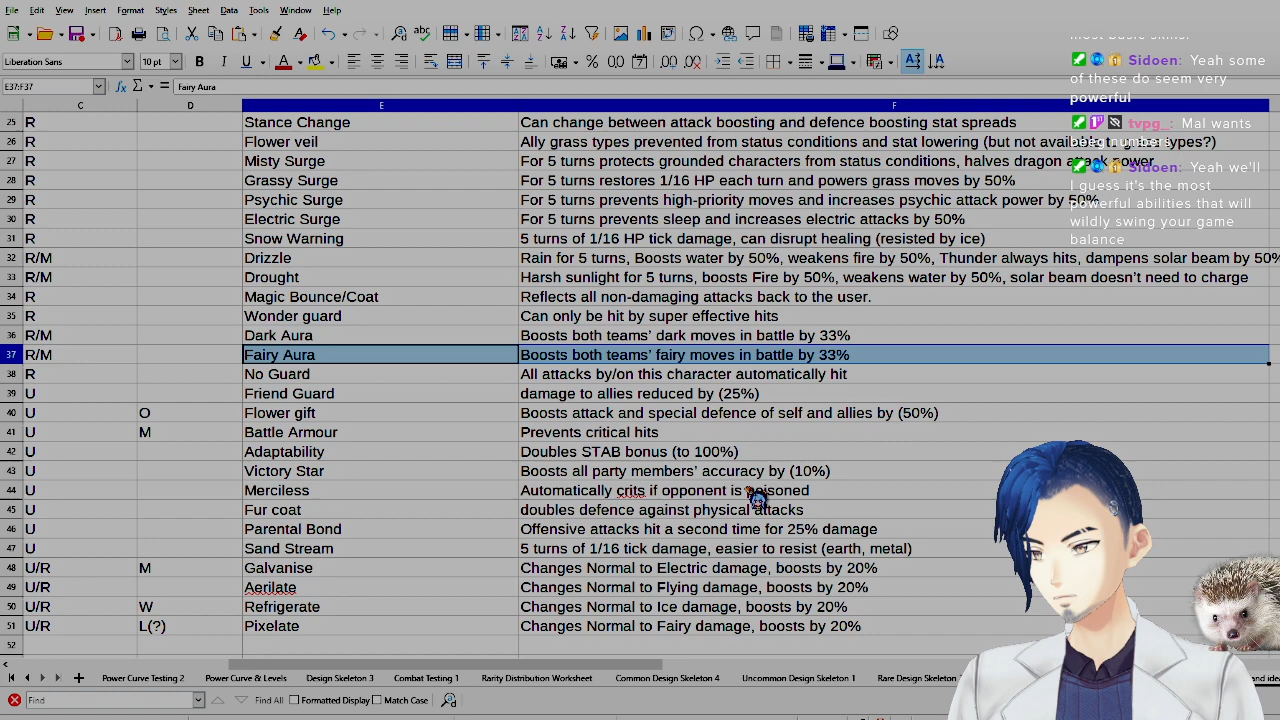 File Edit View Insert Format Styles Sheet Data Tools Window Help
Liberation Sans 10 pt
E37:F37 Fairy Aura
C D E F
25 R Stance Change Can change between attack boosting and defence boosting stat spreads
26 R Flower veil Ally grass types prevented from status conditions and stat lowering (but not available to grass types?)
27 R Misty Surge For 5 turns protects grounded characters from status conditions, halves dragon attack power
28 R Grassy Surge For 5 turns restores 1/16 HP each turn and powers grass moves by 50%
29 R Psychic Surge For 5 turns prevents high-priority moves and increases psychic attack power by 50%
30 R Electric Surge For 5 turns prevents sleep and increases electric attacks by 50%
31 R Snow Warning 5 turns of 1/16 HP tick damage, can disrupt healing (resisted by ice)
32 R/M Drizzle Rain for 5 turns, Boosts water by 50%, weakens fire by 50%, Thunder always hits, dampens solar beam by 50%
33 R/M Drought Harsh sunlight for 5 turns, boosts Fire by 50%, weakens water by 50%, solar beam doesn't need to charge
34 R Magic Bounce/Coat Reflects all non-damaging attacks back to the user.
35 R Wonder guard Can only be hit by super effective hits
36 R/M Dark Aura Boosts both teams' dark moves in battle by 33%
37 R/M Fairy Aura Boosts both teams' fairy moves in battle by 33%
38 R No Guard All attacks by/on this character automatically hit
39 U Friend Guard damage to allies reduced by (25%)
40 U O Flower gift Boosts attack and special defence of self and allies by (50%)
41 U M Battle Armour Prevents critical hits
42 U Adaptability Doubles STAB bonus (to 100%)
43 U Victory Star Boosts all party members' accuracy by (10%)
44 U Merciless Automatically crits if opponent is poisoned
45 U Fur coat doubles defence against physical attacks
46 U Parental Bond Offensive attacks hit a second time for 25% damage
47 U Sand Stream 5 turns of 1/16 tick damage, easier to resist (earth, metal)
48 U/R M Galvanise Changes Normal to Electric damage, boosts by 20%
49 U/R Aerilate Changes Normal to Flying damage, boosts by 20%
50 U/R W Refrigerate Changes Normal to Ice damage, boosts by 20%
51 U/R L(?) Pixelate Changes Normal to Fairy damage, boosts by 20%
52
Power Curve Testing 2 Power Curve & Levels Design Skeleton 3 Combat Testing 1 Rarity Distribution Worksheet Common Design Skeleton 4 Uncommon Design Skeleton 1 Rare Design Skeleton
Find Find All Formatted Display Match Case
most basic skills.
Sidoen: Yeah some
of these do seem very
powerful
tvpg_: Mal wants
beeg numbers
Sidoen: Yeah we'll
I guess it's the most
powerful abilities that will
wildly swing your game
balance